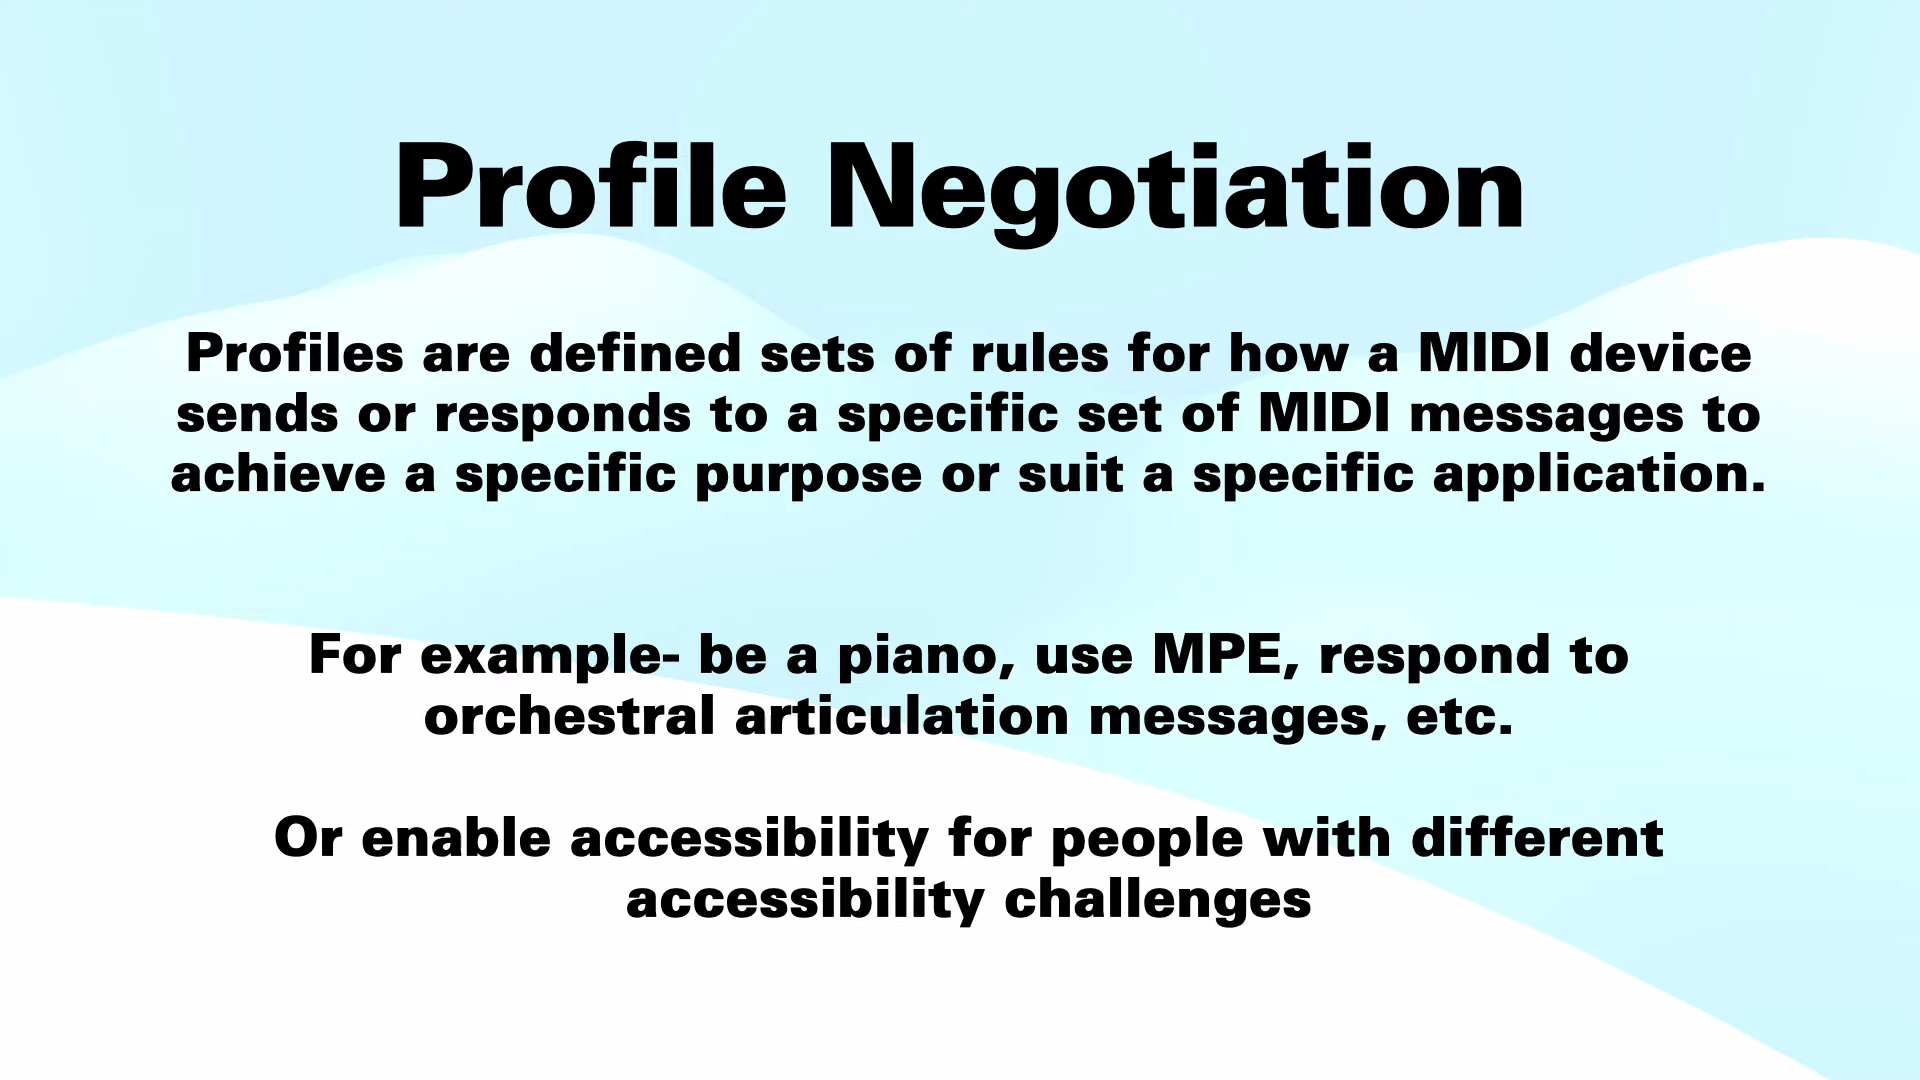 Profile Negotiation
Profiles are defined sets of rules for how a MIDI device
sends or responds to a specific set of MIDI messages to
achieve a specific purpose or suit a specific application.
For example- be a piano, use MPE, respond to
orchestral articulation messages, etc.
Or enable accessibility for people with different
accessibility challenges